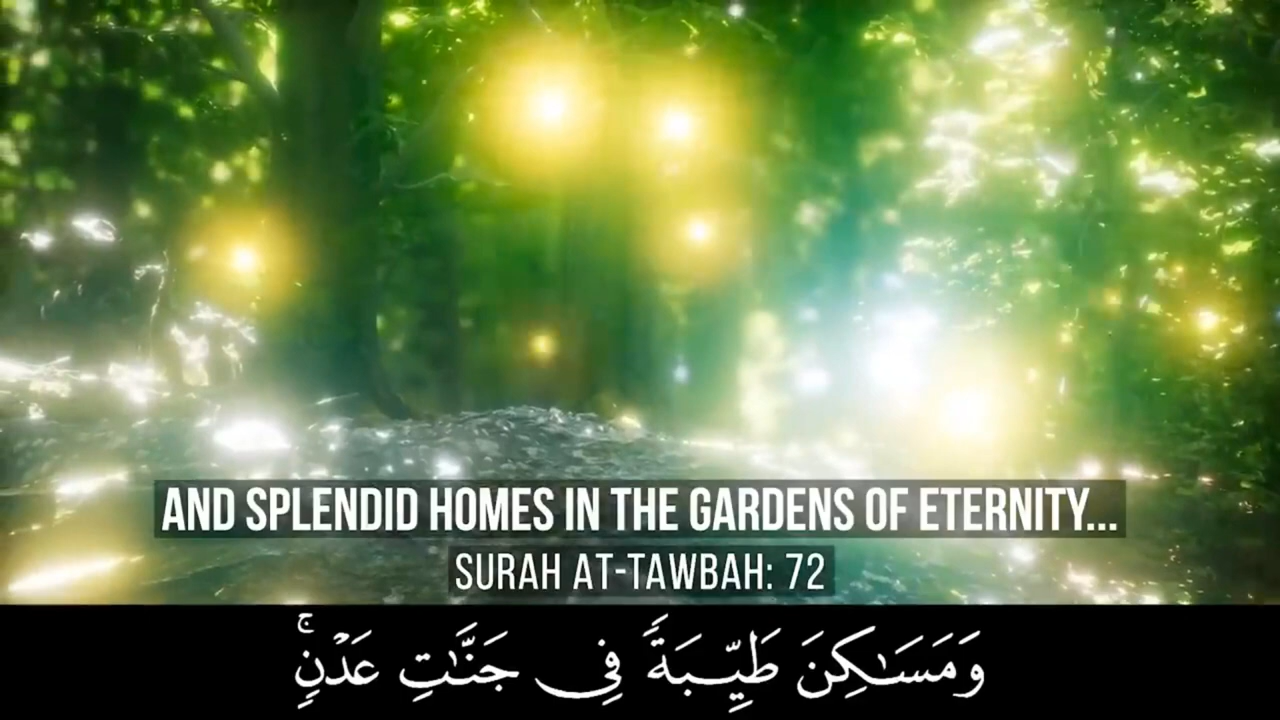 AND SPLENDID HOMES IN THE GARDENS OF ETERNITY...
SURAH AT-TAWBAH: 72
وَمَسَـٰكِنَ طَيِّبَةً فِى جَنَّـٰتِ عَدْنٍۢ ۚ